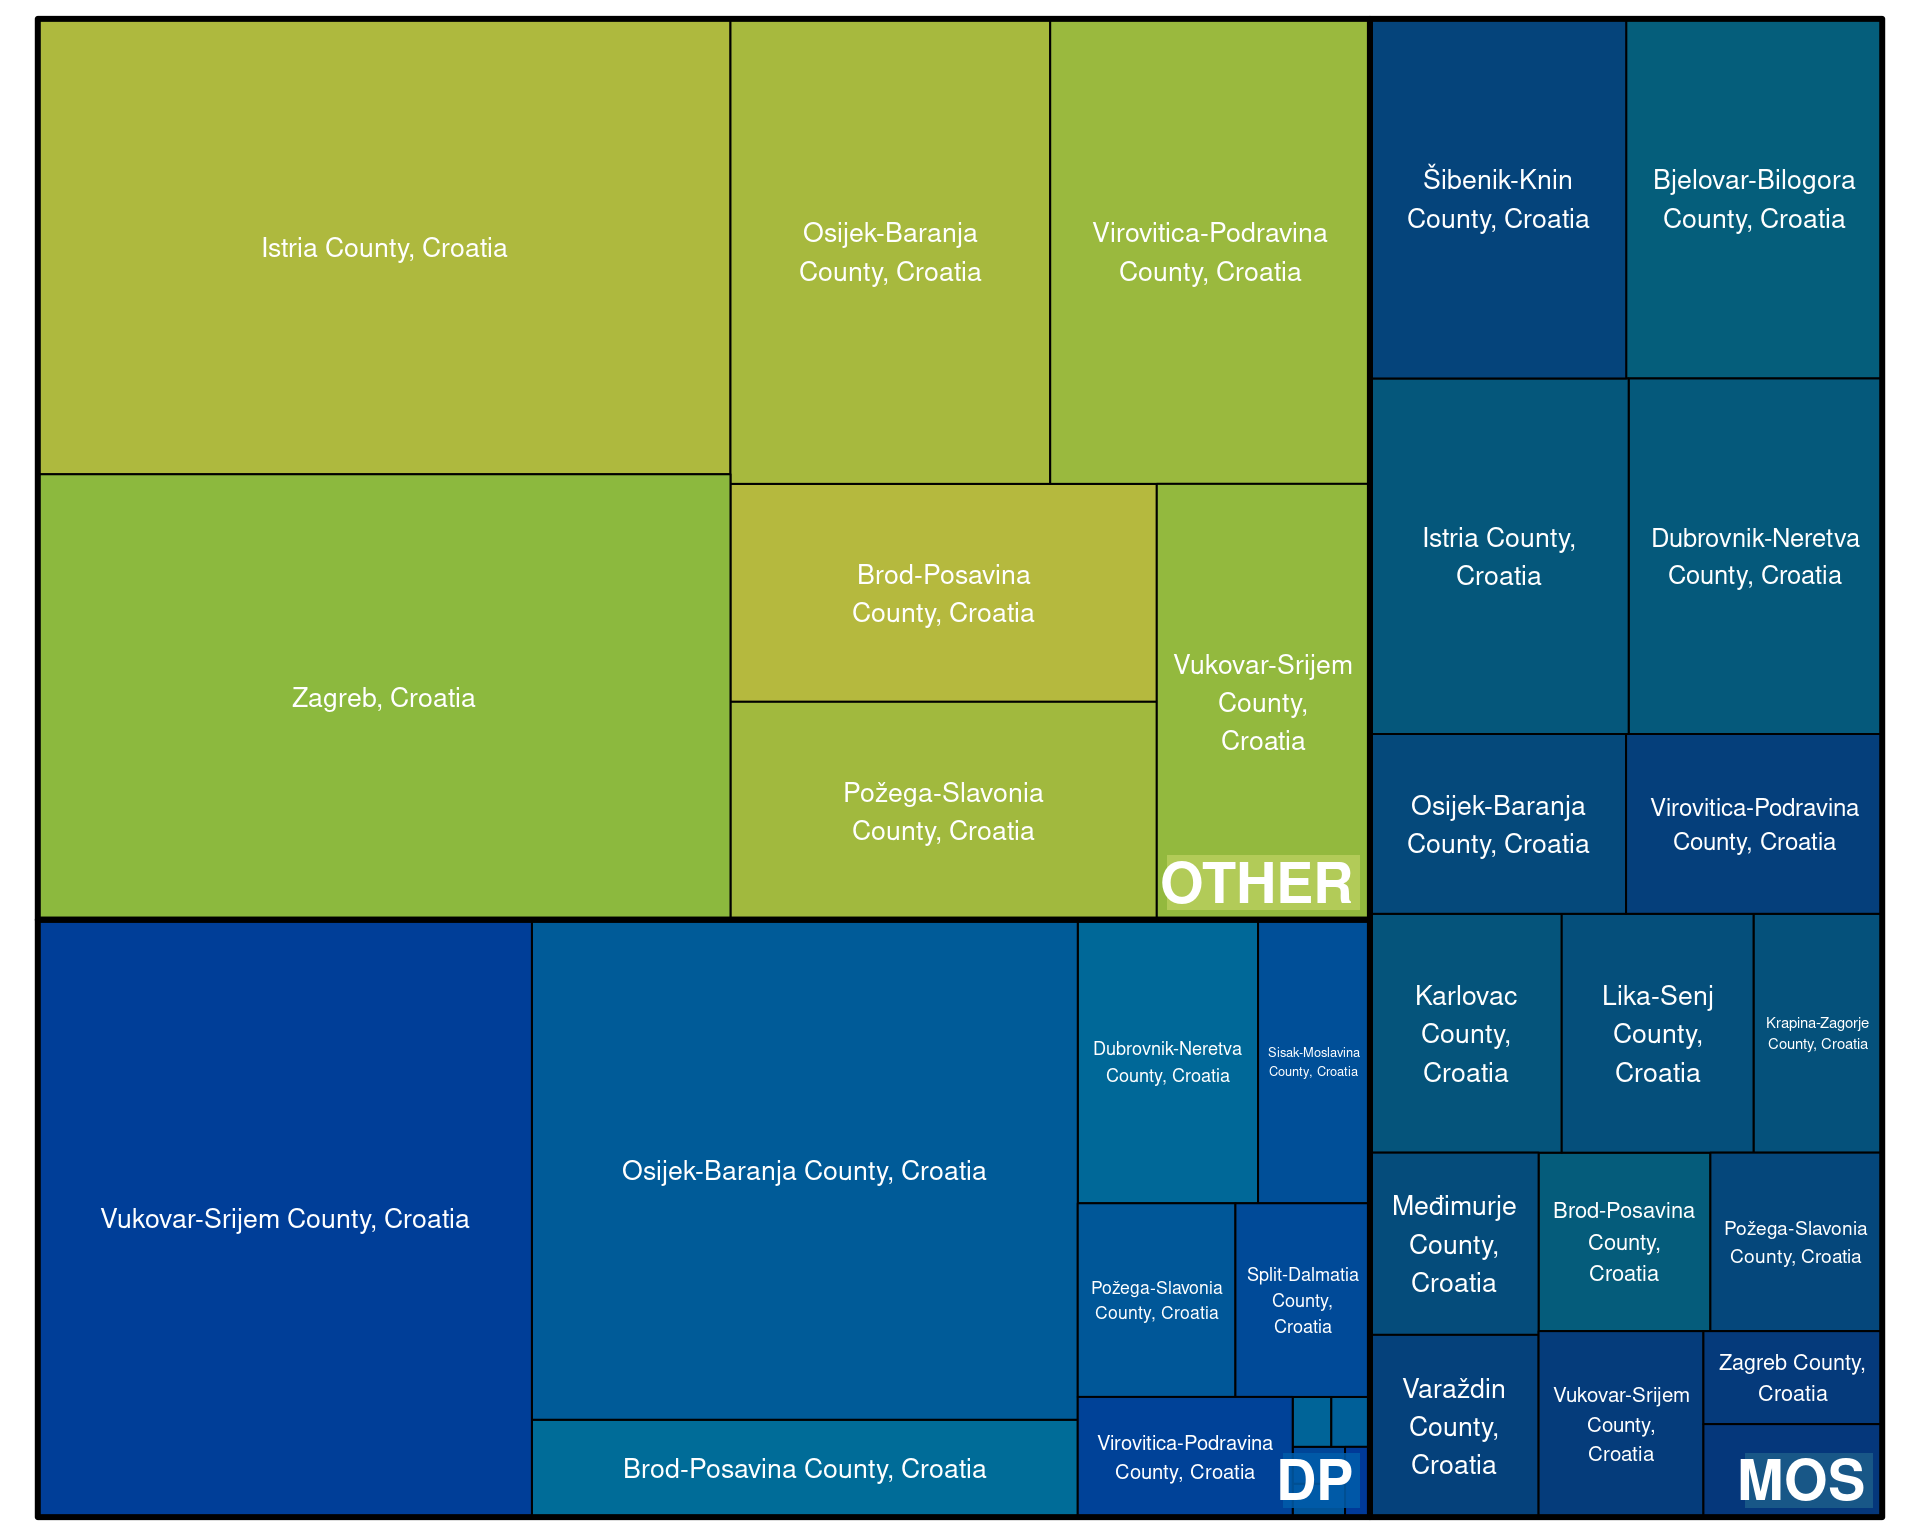 Istria County, Croatia
Osijek-Baranja
County, Croatia
Virovitica-Podravina
County, Croatia
Zagreb, Croatia
Brod-Posavina
County, Croatia
Požega-Slavonia
County, Croatia
Vukovar-Srijem
County,
Croatia
OTHER
Vukovar-Srijem County, Croatia
Osijek-Baranja County, Croatia
Brod-Posavina County, Croatia
Dubrovnik-Neretva
County, Croatia
Sisak-Moslavina
County, Croatia
Požega-Slavonia
County, Croatia
Split-Dalmatia
County,
Croatia
Virovitica-Podravina
County, Croatia
DP
Šibenik-Knin
County, Croatia
Bjelovar-Bilogora
County, Croatia
Istria County,
Croatia
Dubrovnik-Neretva
County, Croatia
Osijek-Baranja
County, Croatia
Virovitica-Podravina
County, Croatia
Karlovac
County,
Croatia
Lika-Senj
County,
Croatia
Krapina-Zagorje
County, Croatia
Međimurje
County,
Croatia
Brod-Posavina
County,
Croatia
Požega-Slavonia
County, Croatia
Varaždin
County,
Croatia
Vukovar-Srijem
County,
Croatia
Zagreb County,
Croatia
MOS